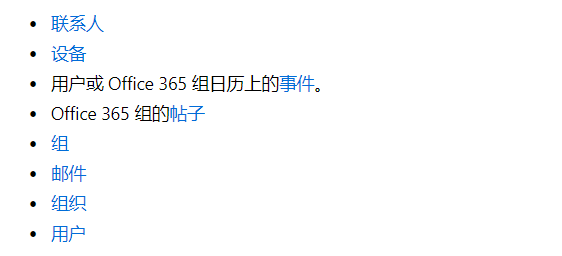 • 联系人
• 设备
• 用户或 Office 365 组日历上的事件。
• Office 365 组的帖子
• 组
• 邮件
• 组织
• 用户